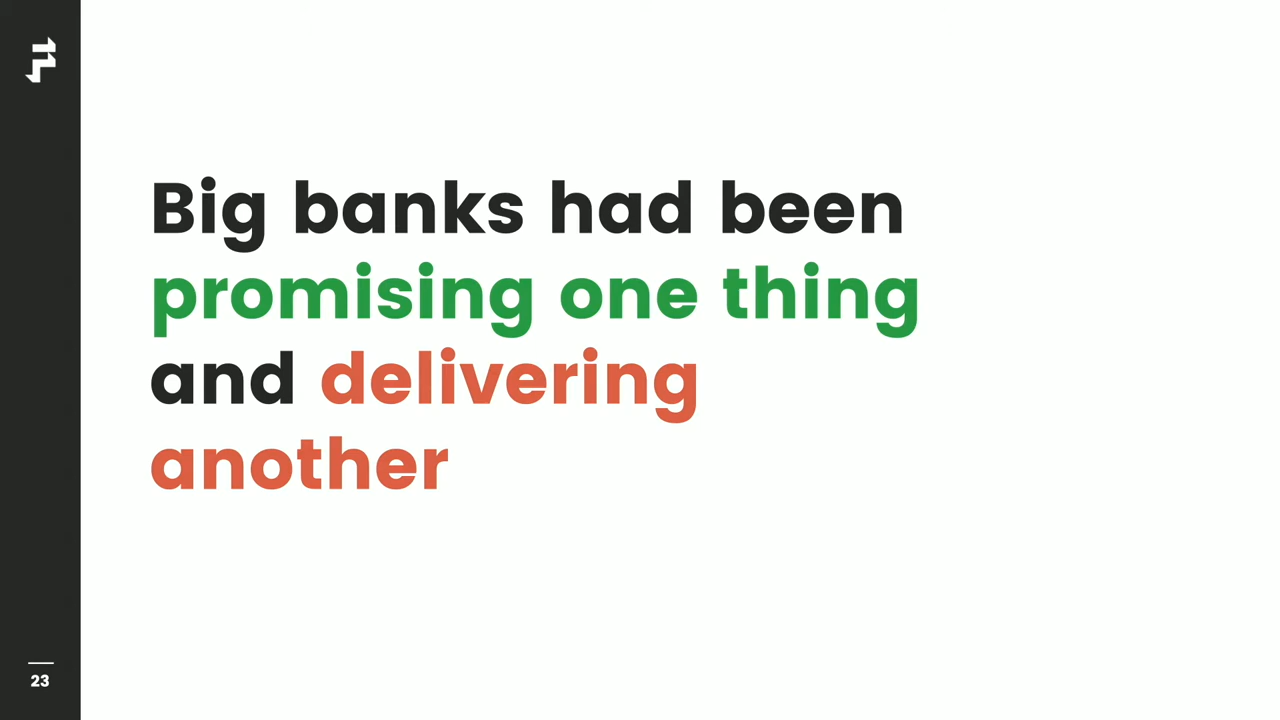 Big banks had been
promising one thing
and delivering
another
23